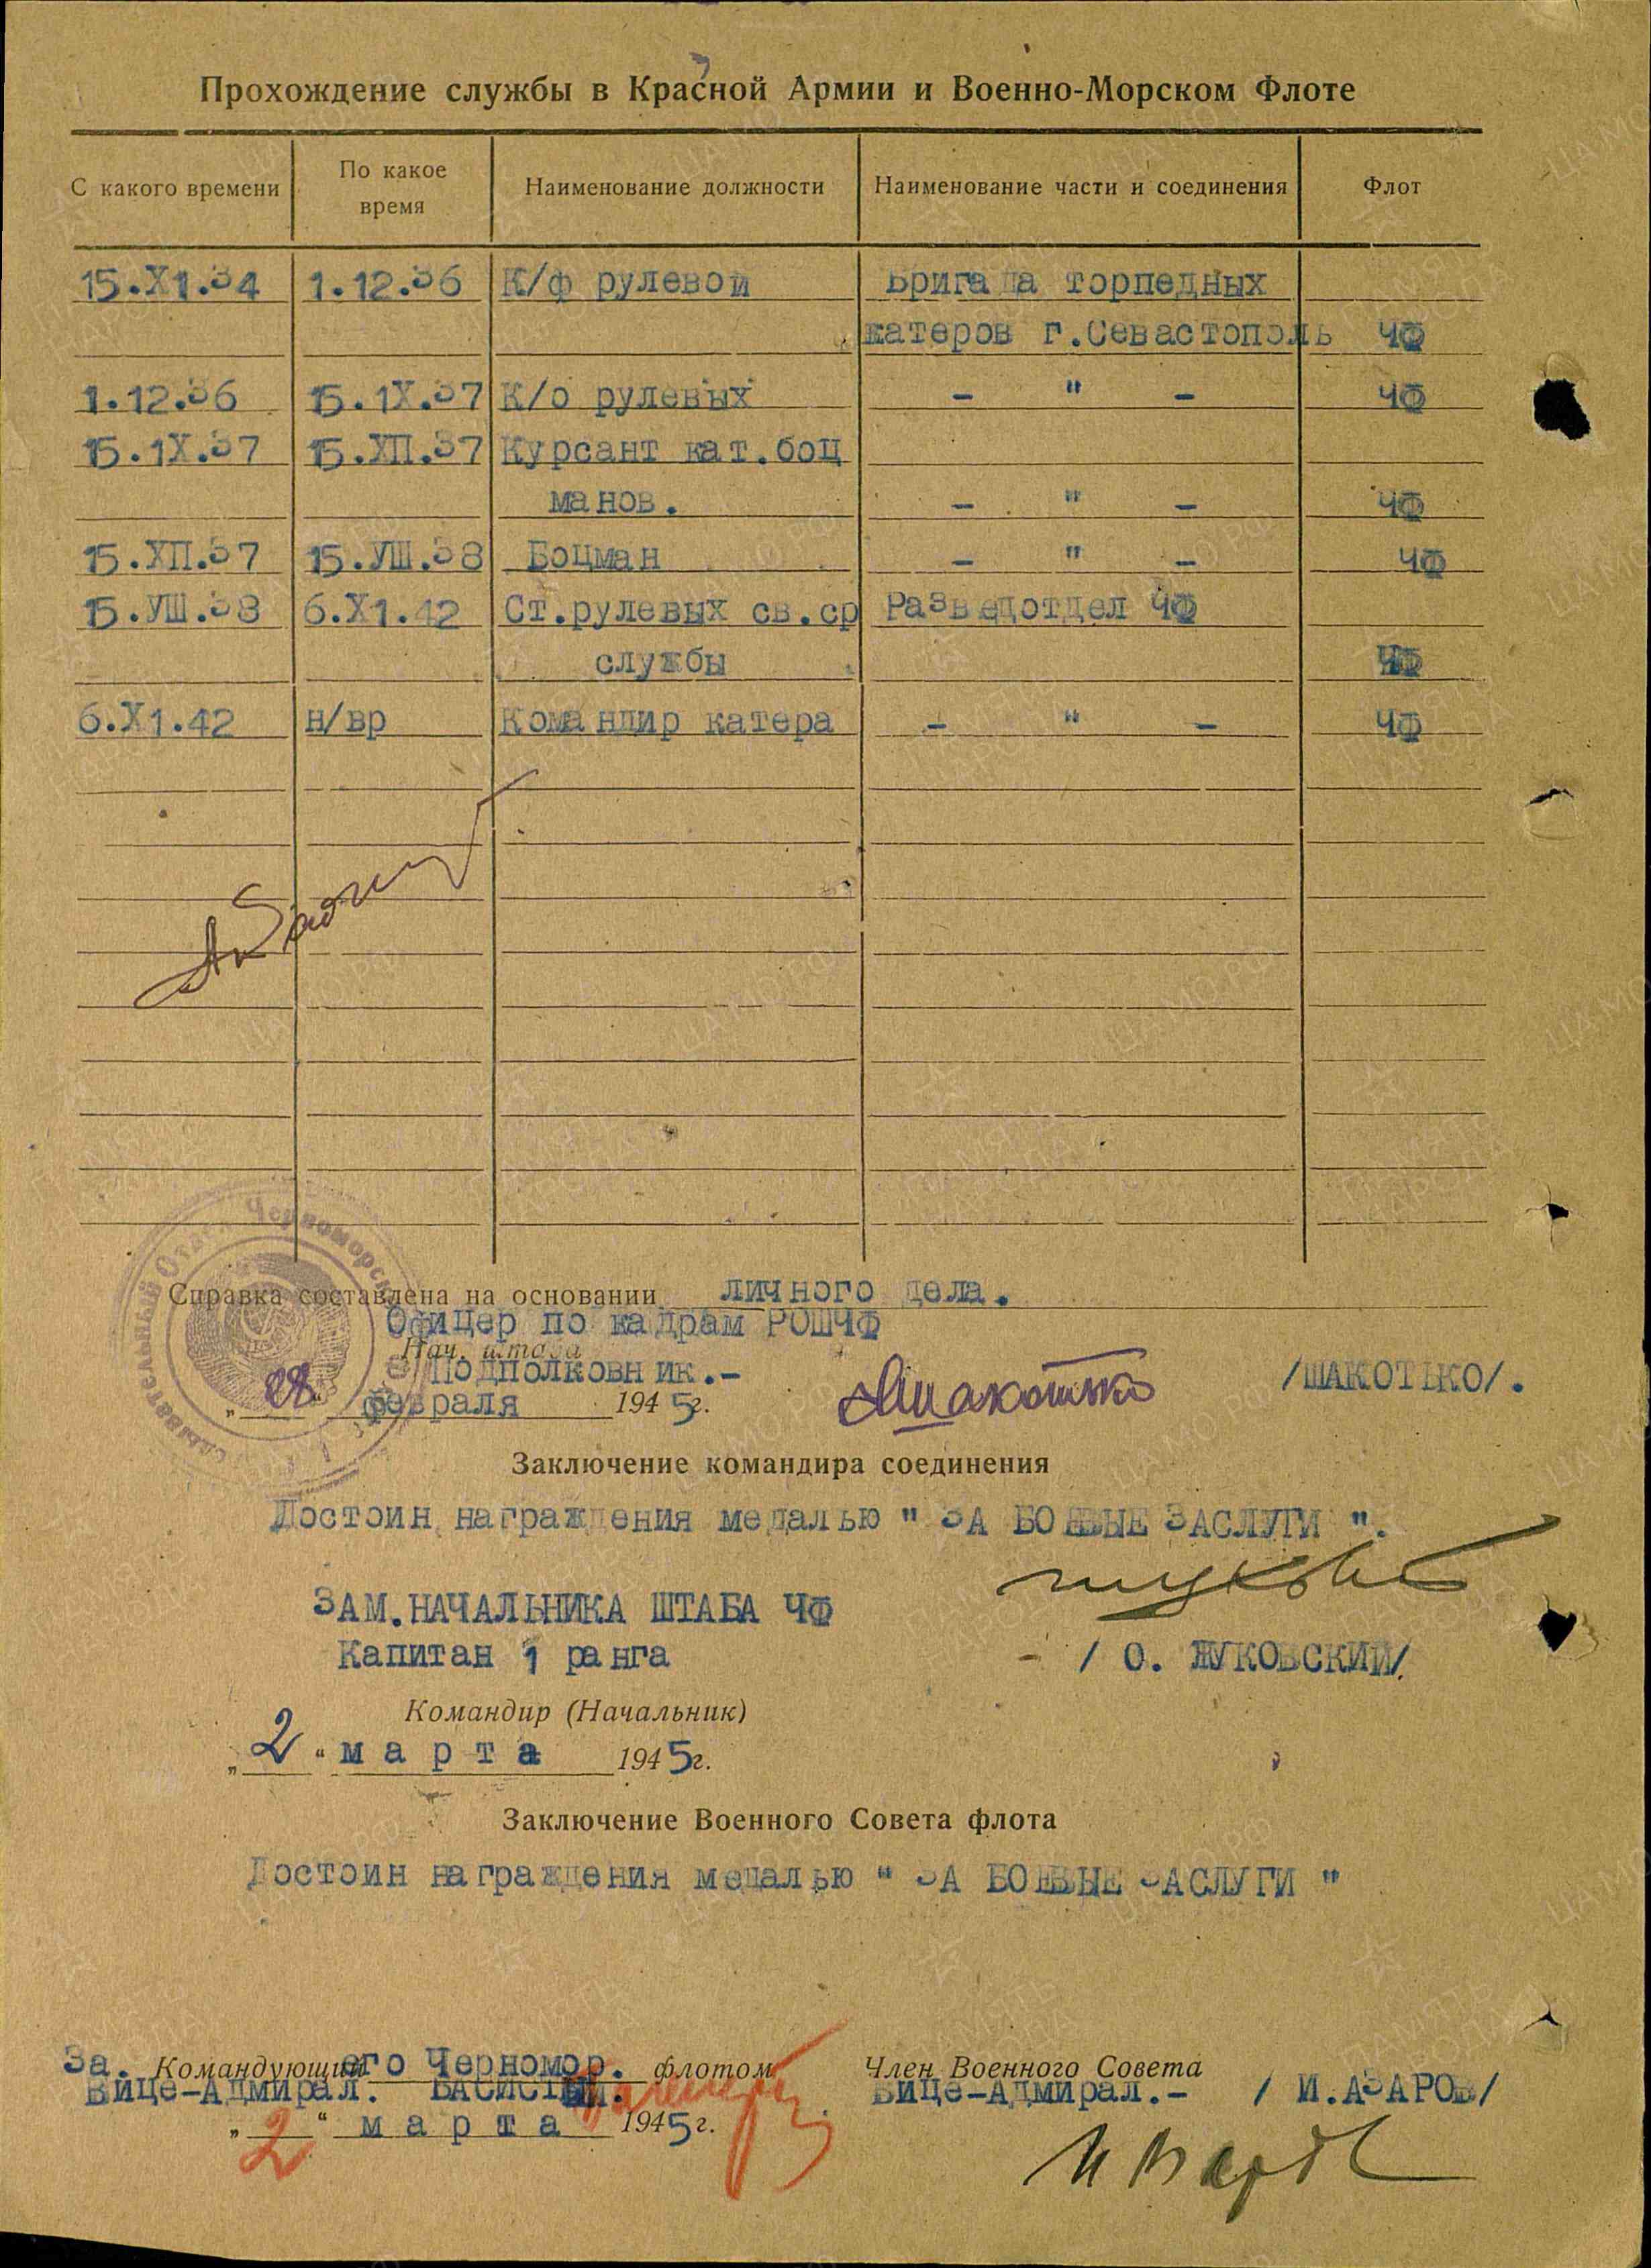 Прохождение службы в Красной Армии и Военно-Морском Флоте
С какого времени По какое время Наименование должности Наименование части и соединения Флот
15.Х1.34 1.12.36 К/ф рулевой Бригада торпедных
катеров г.Севастополь ЧФ
1.12.36 15.1Х.37 К/о рулевых - " - ЧФ
15.1Х.37 15.ХП.37 Курсант кат.боц
манов. - " - ЧФ
15.ХП.37 15.УШ.38 Боцман - " - ЧФ
15.УШ.38 6.Х1.42 Ст.рулевых св.ср Разведотдел ЧФ
службы ЧФ
6.Х1.42 н/вр Командир катера - " - ЧФ
Справка составлена на основании личного дела.
Офицер по кадрам РОШЧФ
Нач. штаба
Подполковник.-
„28“ февраля 1945г. /ШАКОТЬКО/.
Заключение командира соединения
Достоин награждения медалью " ЗА БОЕВЫЕ ЗАСЛУГИ ".
ЗАМ.НАЧАЛЬНИКА ШТАБА ЧФ
Капитан 1 ранга - / О. ЖУКОВСКИЙ/.
Командир (Начальник)
„2“ марта 1945г.
Заключение Военного Совета флота
Достоин награждения медалью " ЗА БОЕВЫЕ ЗАСЛУГИ "
За. Командующий его Черномор. флотом Член Военного Совета
Вице-Адмирал. БАСИСТЫЙ. Вице-Адмирал.- / И.АЗАРОВ/
„2“ марта 1945г.